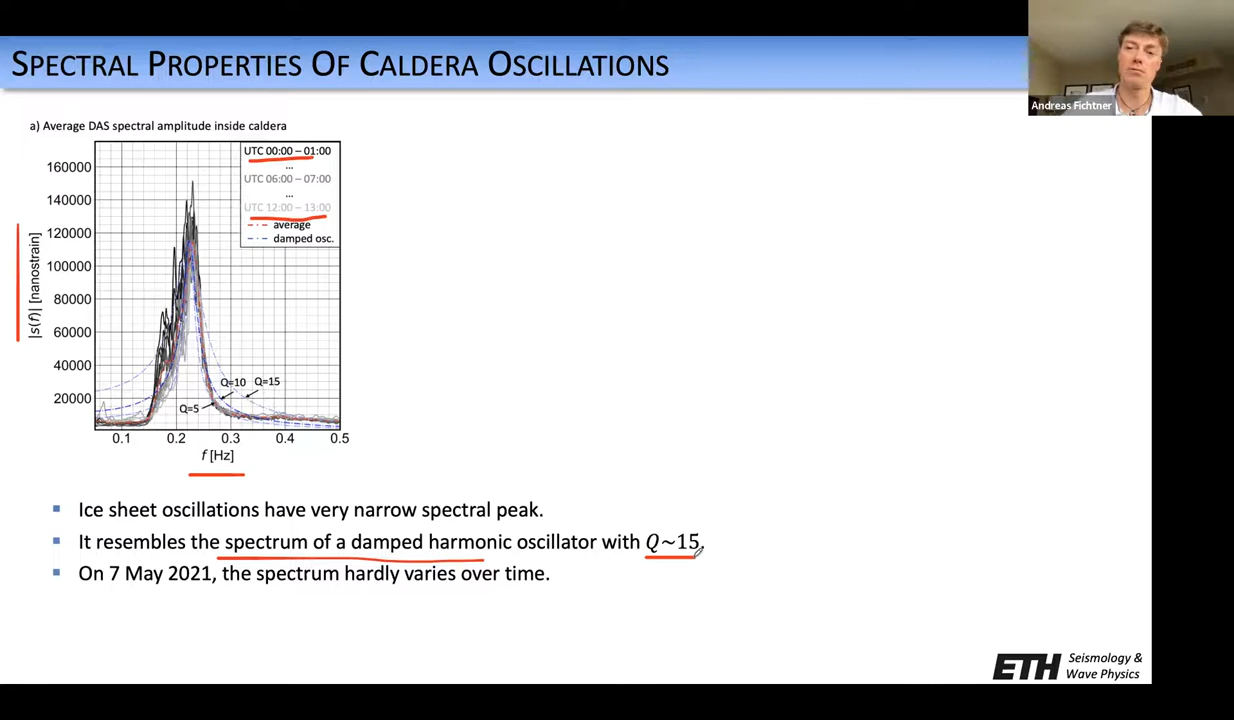 SPECTRAL PROPERTIES OF CALDERA OSCILLATIONS
Andreas Fichtner
a) Average DAS spectral amplitude inside caldera
UTC 00:00 – 01:00
...
UTC 06:00 – 07:00
...
UTC 12:00 – 13:00
average
damped osc.
160000
140000
120000
100000
80000
60000
40000
20000
|s(f)| [nanostrain]
Q=10
Q=15
Q=5
0.1 0.2 0.3 0.4 0.5
f [Hz]
Ice sheet oscillations have very narrow spectral peak.
It resembles the spectrum of a damped harmonic oscillator with Q~15.
On 7 May 2021, the spectrum hardly varies over time.
ETH
Seismology &
Wave Physics